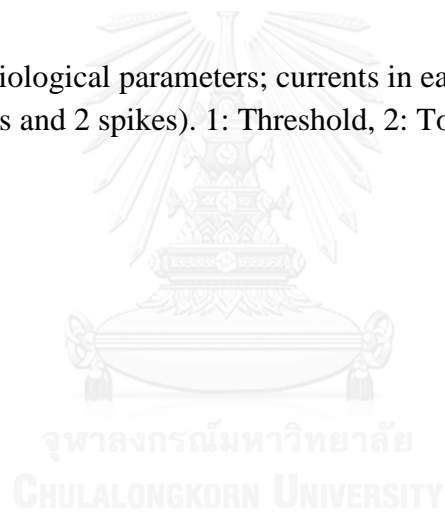 iological parameters; currents in ea
s and 2 spikes). 1: Threshold, 2: To
จุฬาลงกรณ์มหาวิทยาลัย
CHULALONGKORN UNIVERSITY